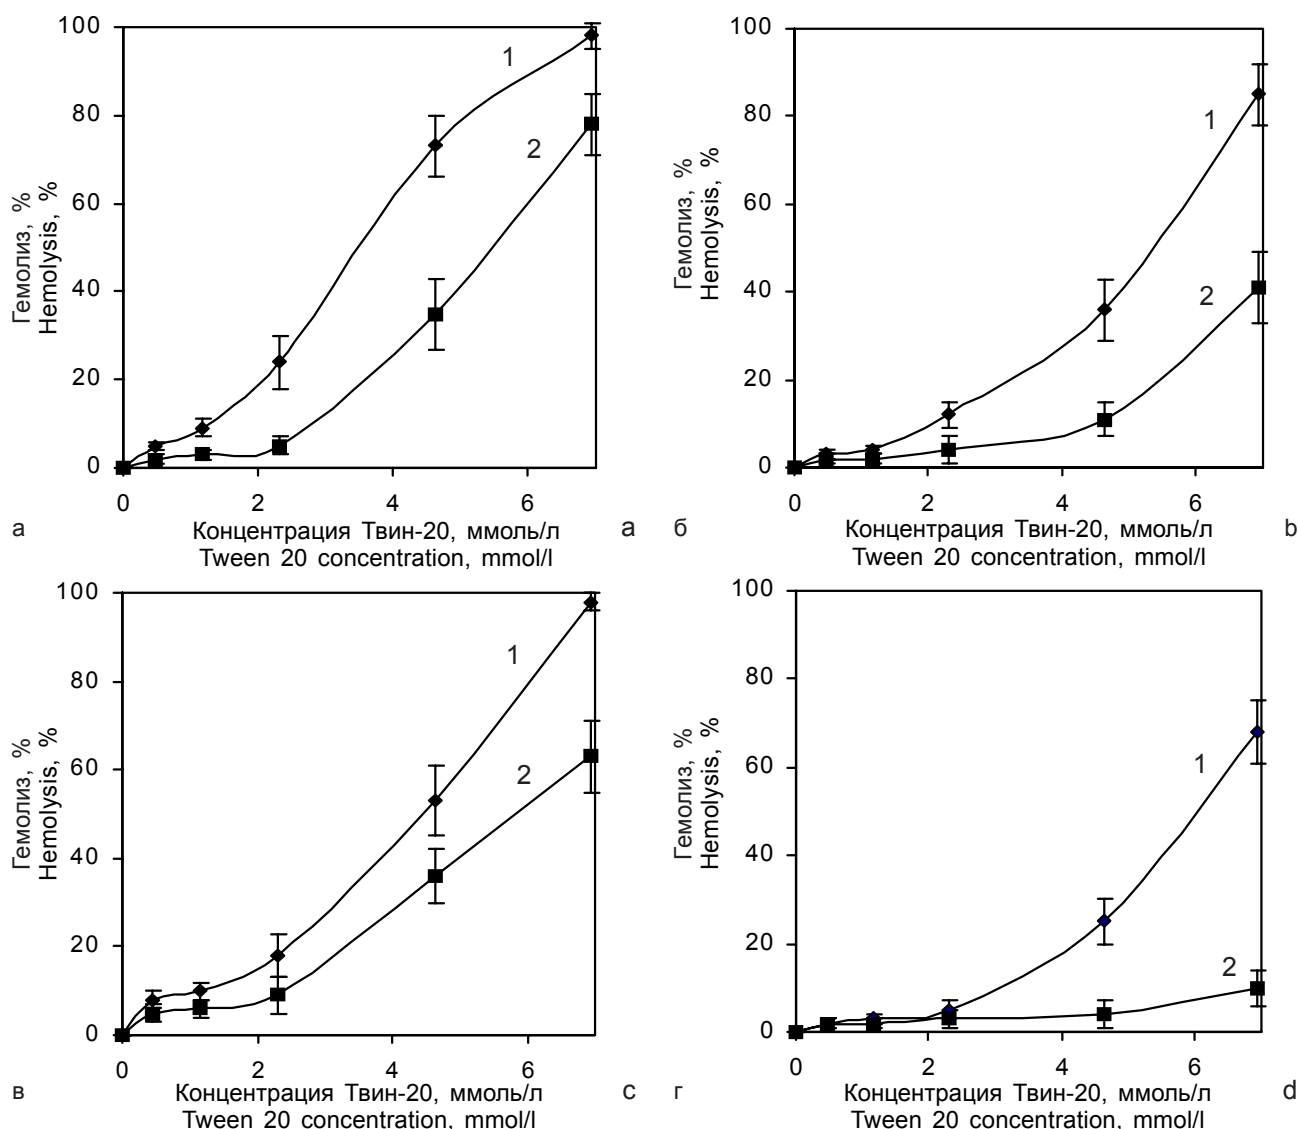 100
80
60
40
20
0
Гемолиз, %
Hemolysis, %
1
2
0 2 4 6
Концентрация Твин-20, ммоль/л
Tween 20 concentration, mmol/l
а
a
100
80
60
40
20
0
Гемолиз, %
Hemolysis, %
1
2
0 2 4 6
Концентрация Твин-20, ммоль/л
Tween 20 concentration, mmol/l
б
b
100
80
60
40
20
0
Гемолиз, %
Hemolysis, %
1
2
0 2 4 6
Концентрация Твин-20, ммоль/л
Tween 20 concentration, mmol/l
в
c
100
80
60
40
20
0
Гемолиз, %
Hemolysis, %
1
2
0 2 4 6
Концентрация Твин-20, ммоль/л
Tween 20 concentration, mmol/l
г
d